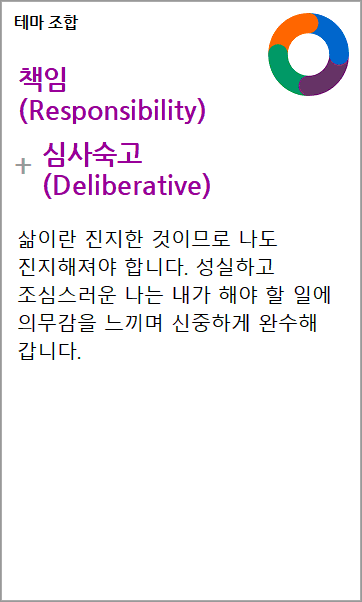 테마 조합
책임
(Responsibility)
+ 심사숙고
(Deliberative)
삶이란 진지한 것이므로 나도
진지해져야 합니다. 성실하고
조심스러운 나는 내가 해야 할 일에
의무감을 느끼며 신중하게 완수해
갑니다.